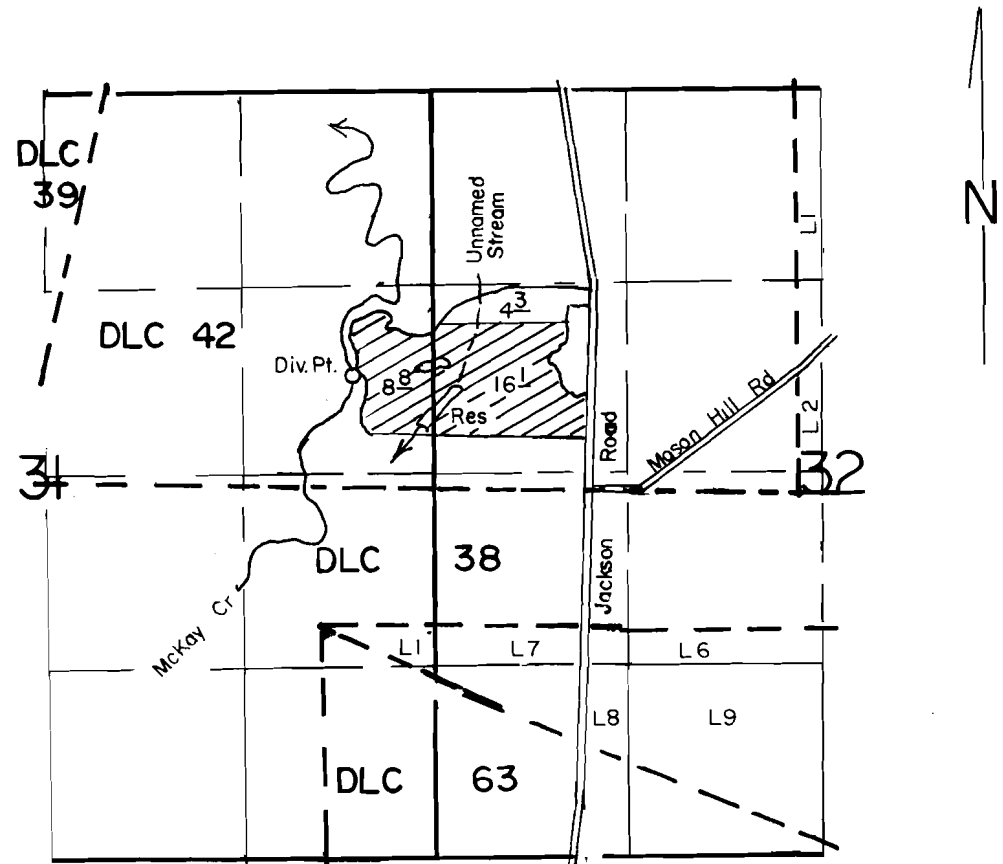 N
DLC
39
L1
Unnamed
Stream
4 3
DLC 42
Div. Pt.
8 8
16 1
Res
Road
Mason Hill Rd
L2
31
32
DLC 38
Jackson
McKay Cr
L1
L7
L6
L8
L9
DLC 63